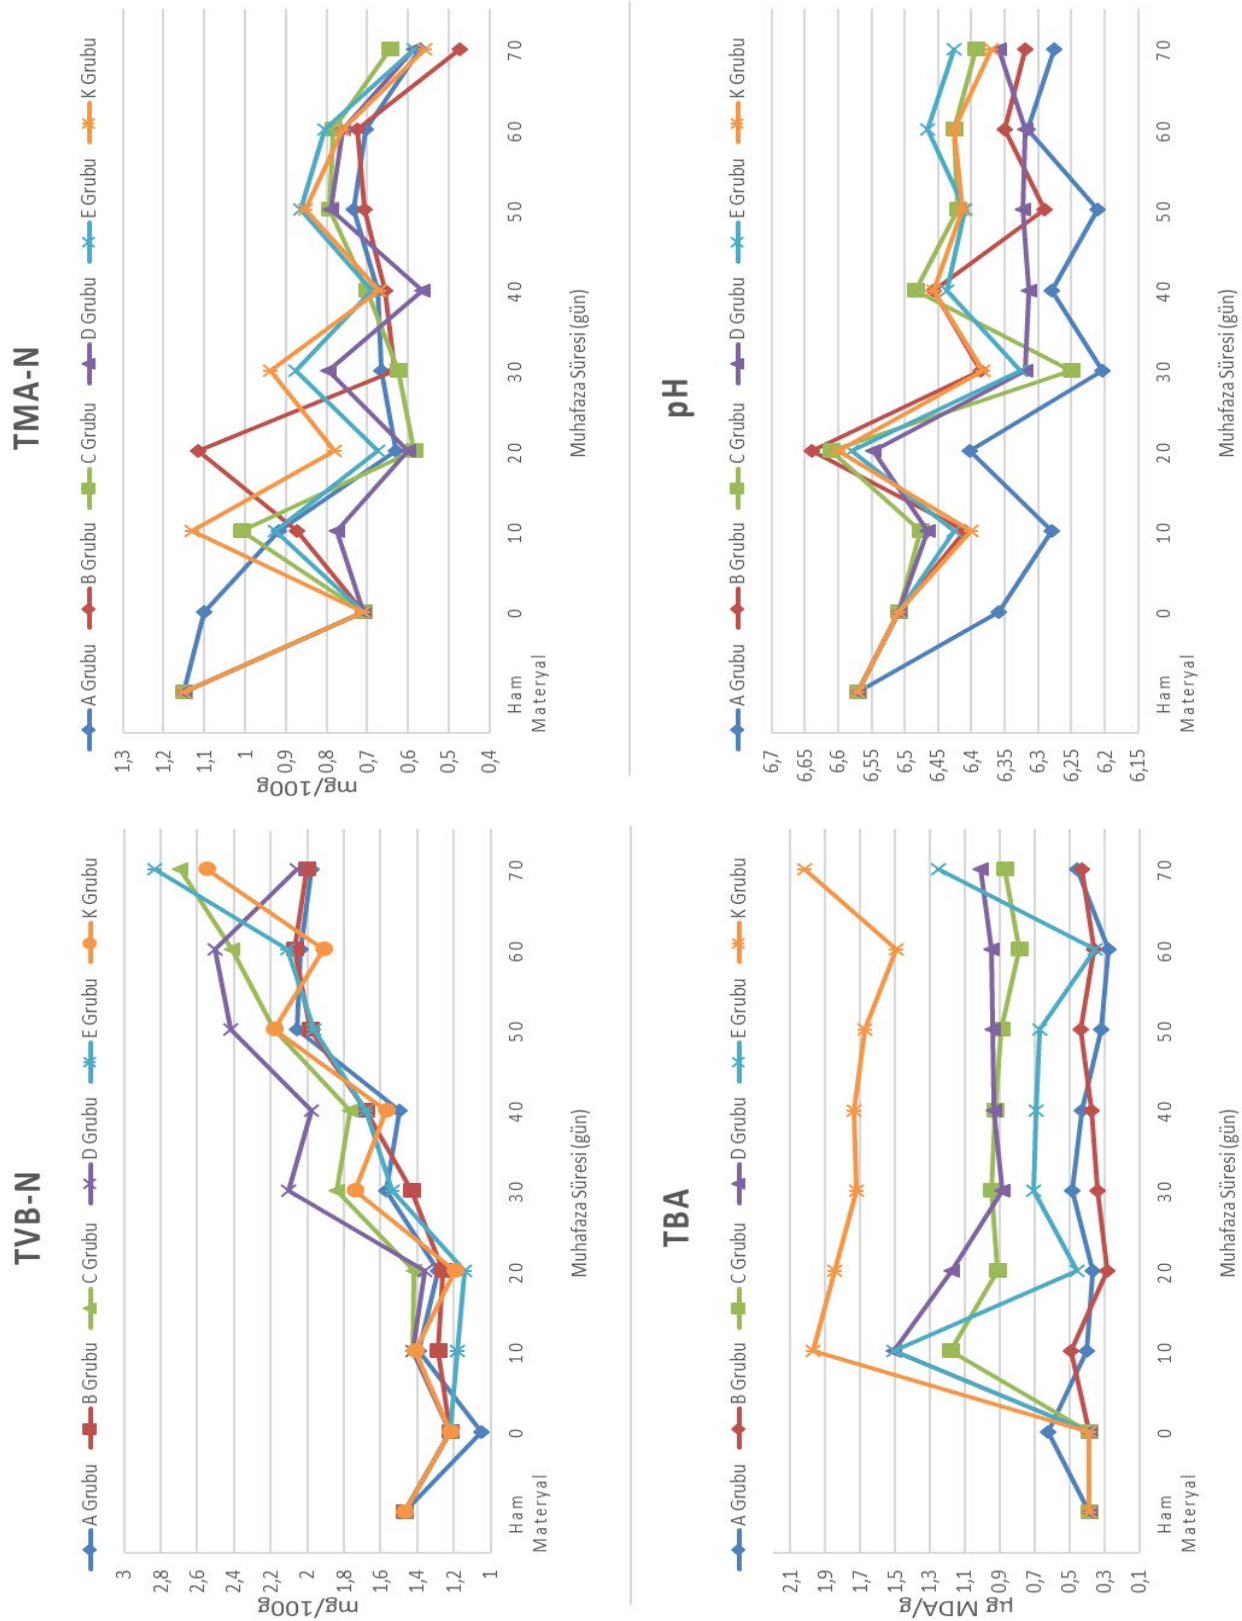 TVB-N
A Grubu B Grubu C Grubu D Grubu E Grubu K Grubu
mg/100g
3
2,8
2,6
2,4
2,2
2
1,8
1,6
1,4
1,2
1
Ham Materyal 0 10 20 30 40 50 60 70
Muhafaza Süresi (gün)
TMA-N
A Grubu B Grubu C Grubu D Grubu E Grubu K Grubu
mg/100g
1,3
1,2
1,1
1
0,9
0,8
0,7
0,6
0,5
0,4
Ham Materyal 0 10 20 30 40 50 60 70
Muhafaza Süresi (gün)
TBA
A Grubu B Grubu C Grubu D Grubu E Grubu K Grubu
µg MDA/g
2,1
1,9
1,7
1,5
1,3
1,1
0,9
0,7
0,5
0,3
0,1
Ham Materyal 0 10 20 30 40 50 60 70
Muhafaza Süresi (gün)
pH
A Grubu B Grubu C Grubu D Grubu E Grubu K Grubu
6,7
6,65
6,6
6,55
6,5
6,45
6,4
6,35
6,3
6,25
6,2
6,15
Ham Materyal 0 10 20 30 40 50 60 70
Muhafaza Süresi (gün)